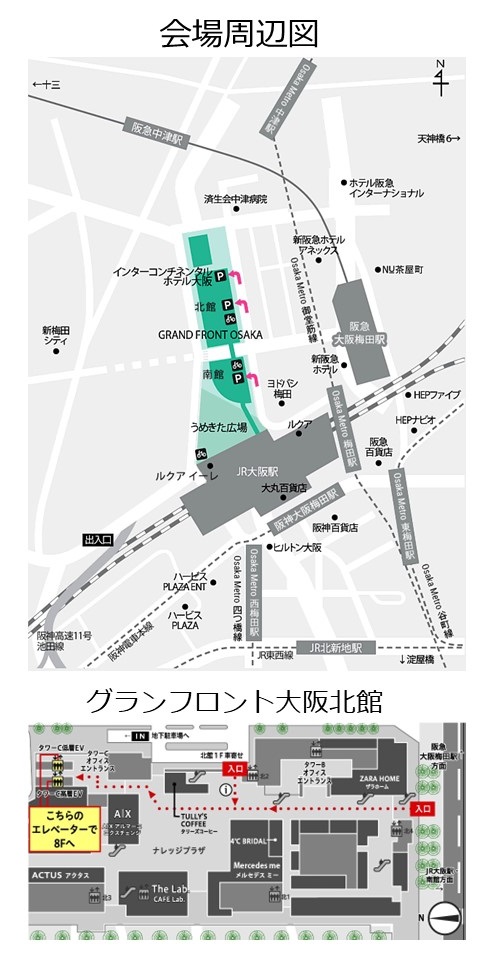 会場周辺図
N
←十三
Osaka Metro 中津駅
阪急中津駅
天神橋6→
ホテル阪急
インターナショナル
済生会中津病院
新阪急ホテル
アネックス
NU茶屋町
インターコンチネンタル
ホテル大阪
P
北館
P
Osaka Metro 御堂筋線
GRAND FRONT OSAKA
阪急
大阪梅田駅
新梅田
シティ
新阪急
ホテル
南館
P
ヨドバシ
梅田
HEPファイブ
うめきた広場
ルクア
HEPナビオ
Osaka Metro 梅田駅
阪急
百貨店
JR大阪駅
ルクア イーレ
大丸百貨店
阪神大阪梅田駅
阪神百貨店
Osaka Metro 東梅田駅
出入口
ヒルトン大阪
ハービス
PLAZA ENT
ハービス
PLAZA
Osaka Metro 四つ橋線
Osaka Metro 西梅田駅
Osaka Metro 谷町線
阪神高速11号
池田線
阪神電車本線
JR東西線
JR北新地駅
↓淀屋橋
グランフロント大阪北館
タワーC低層EV
タワーC
オフィス
エントランス
← IN 地下駐車場へ
北館1F車寄せ
入口
北2
タワーB
オフィス
エントランス
阪急
大阪梅田駅
方面
ZARA HOME
ザラホーム
タワーC低層EV
こちらの
エレベーターで
8Fへ
A|X
TULLY'S
COFFEE
タリーズコーヒー
入口
4℃ BRIDAL
北4
ナレッジプラザ
Mercedes me
メルセデス ミー
JR大阪駅
南館方面
ACTUS アクタス
北3
The Lab.
CAFE Lab.
北1
N